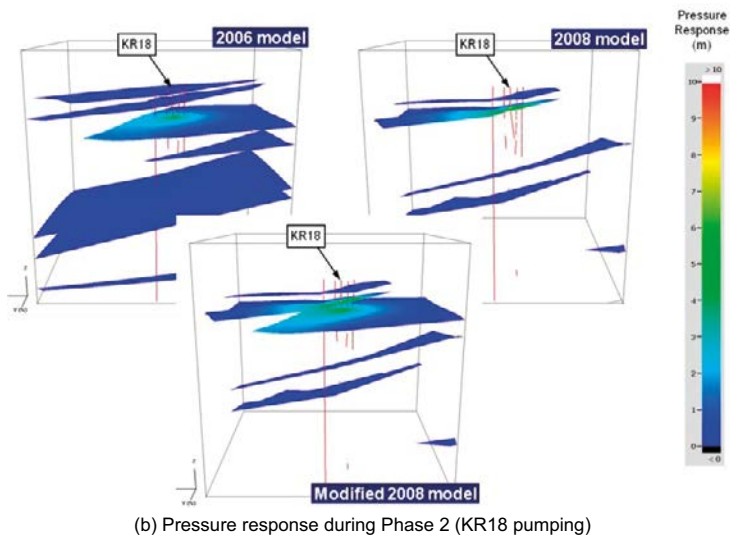 2006 model
KR18
2008 model
KR18
Modified 2008 model
KR18
Pressure
Response
(m)
> 10
10
9
8
7
6
5
4
3
2
1
0
< 0
Z
Z
Z
(b) Pressure response during Phase 2 (KR18 pumping)